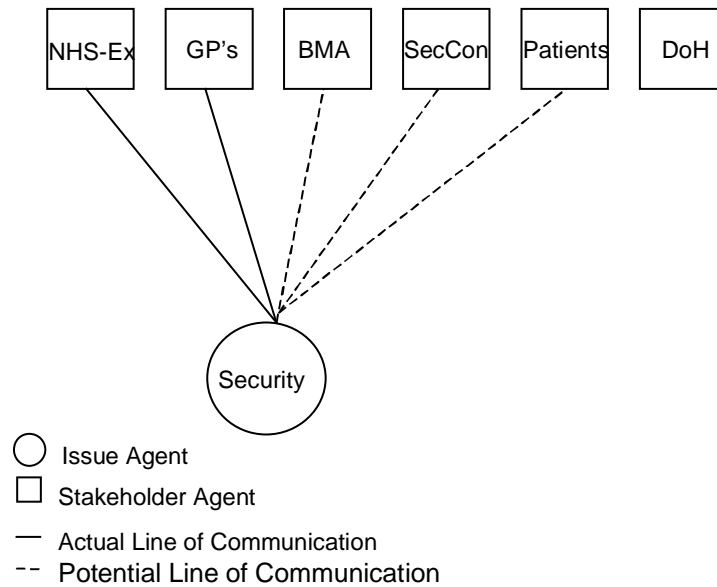 NHS-Ex GP's BMA SecCon Patients DoH
Security
Issue Agent
Stakeholder Agent
Actual Line of Communication
Potential Line of Communication